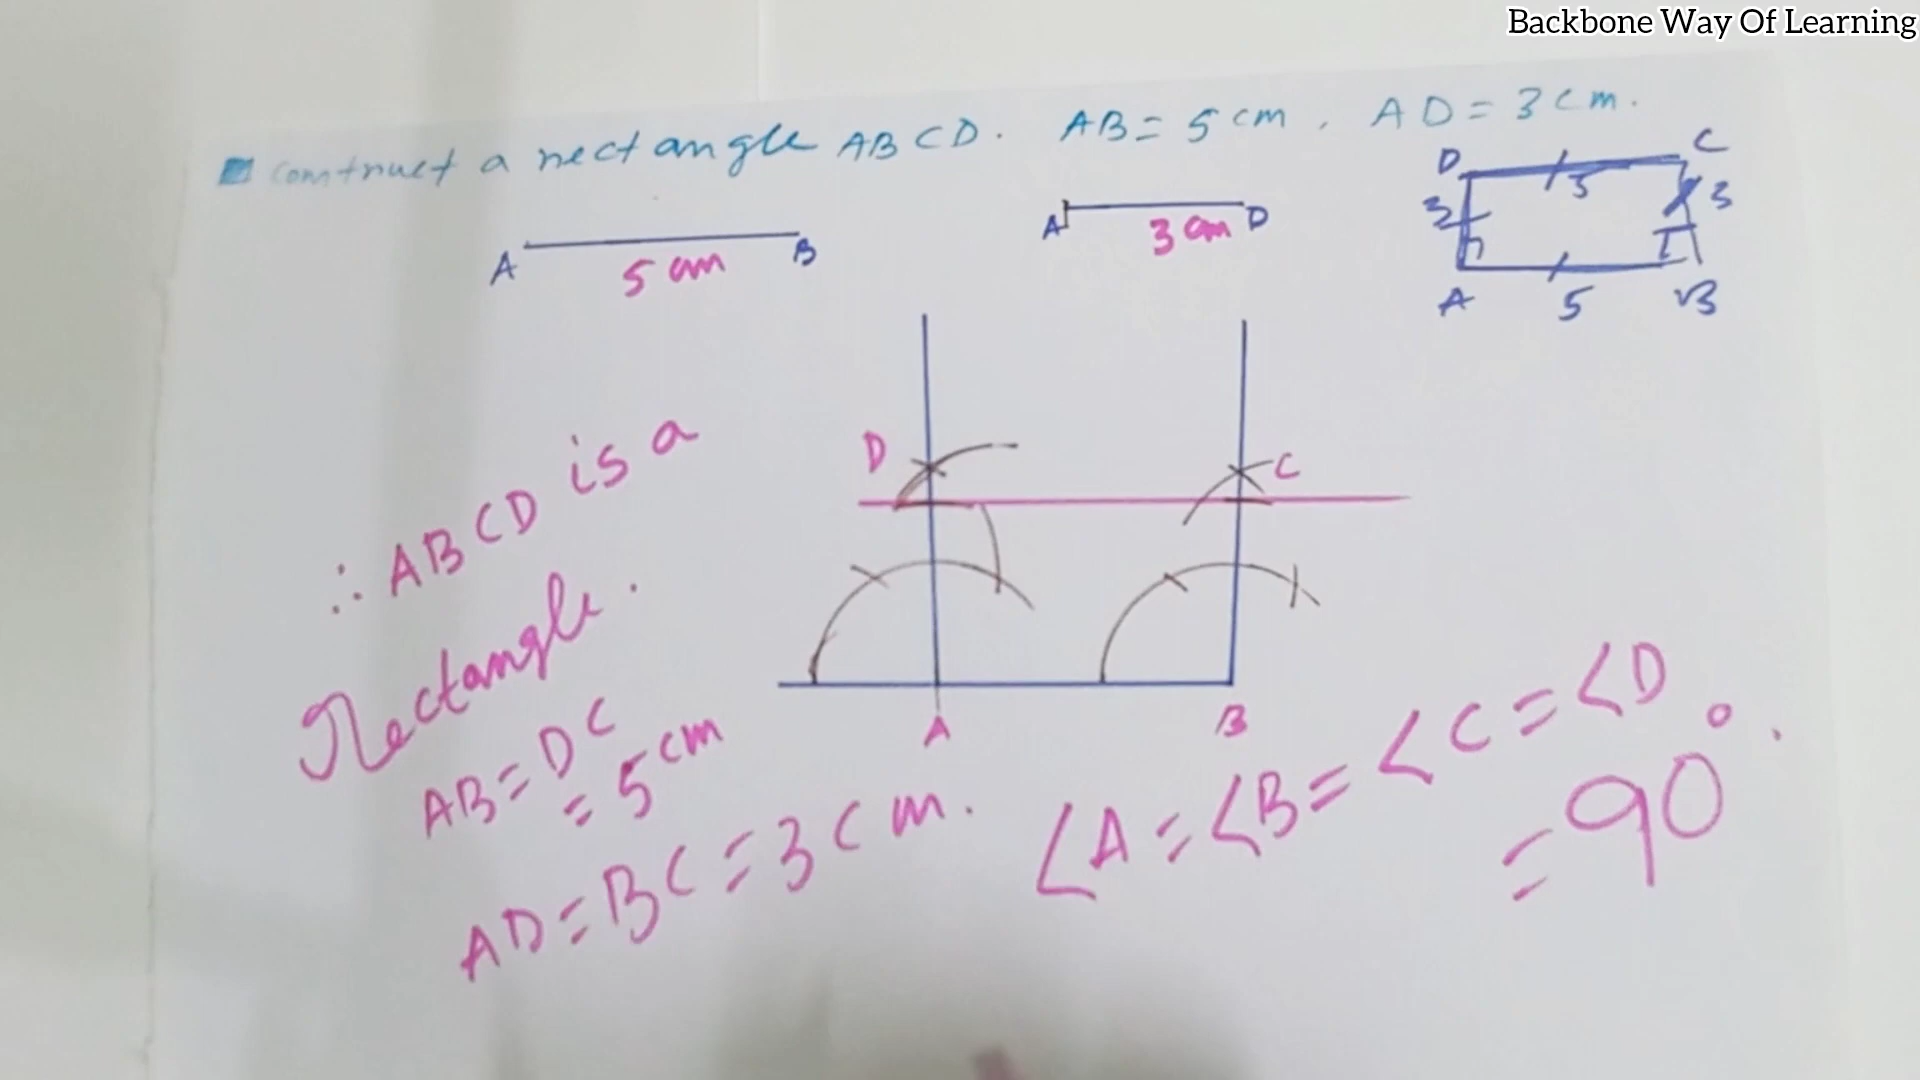 Backbone Way Of Learning
Construct a rectangle ABCD. AB = 5 cm, AD = 3 cm.
A B
5 cm
A D
3 cm
D C
5
3 3
A 5 B
D C
A B
∴ ABCD is a
Rectangle.
AB = DC
= 5 cm
AD = BC = 3 cm.
∠A = ∠B = ∠C = ∠D
= 90°.